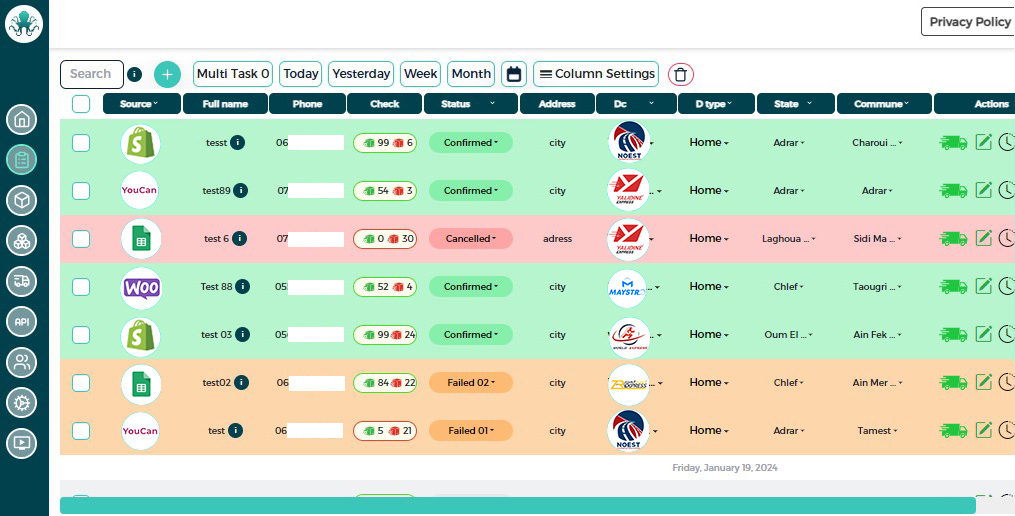 Privacy Policy
Search i + Multi Task 0 Today Yesterday Week Month Column Settings
Source Full name Phone Check Status Address Dc D type State Commune Actions
tesst i 06 99 6 Confirmed city NOEST Home Adrar Charoui ...
YouCan test89 i 07 54 3 Confirmed city YALIDINE EXPRESS .. Home Adrar Adrar
test 6 i 07 0 30 Cancelled adress YALIDINE EXPRESS Home Laghoua ... Sidi Ma ...
WOO Test 88 i 05 52 4 Confirmed city MAYSTR... Home Chlef Taougri ...
API
S test 03 i 05 99 24 Confirmed city WORLD EXPRESS Home Oum El ... Ain Fek ...
test02 i 06 84 22 Failed 02 city ZR EXPRESS ... Home Chlef Ain Mer ...
YouCan test i 06 5 21 Failed 01 city NOEST Home Adrar Tamest
Friday, January 19, 2024